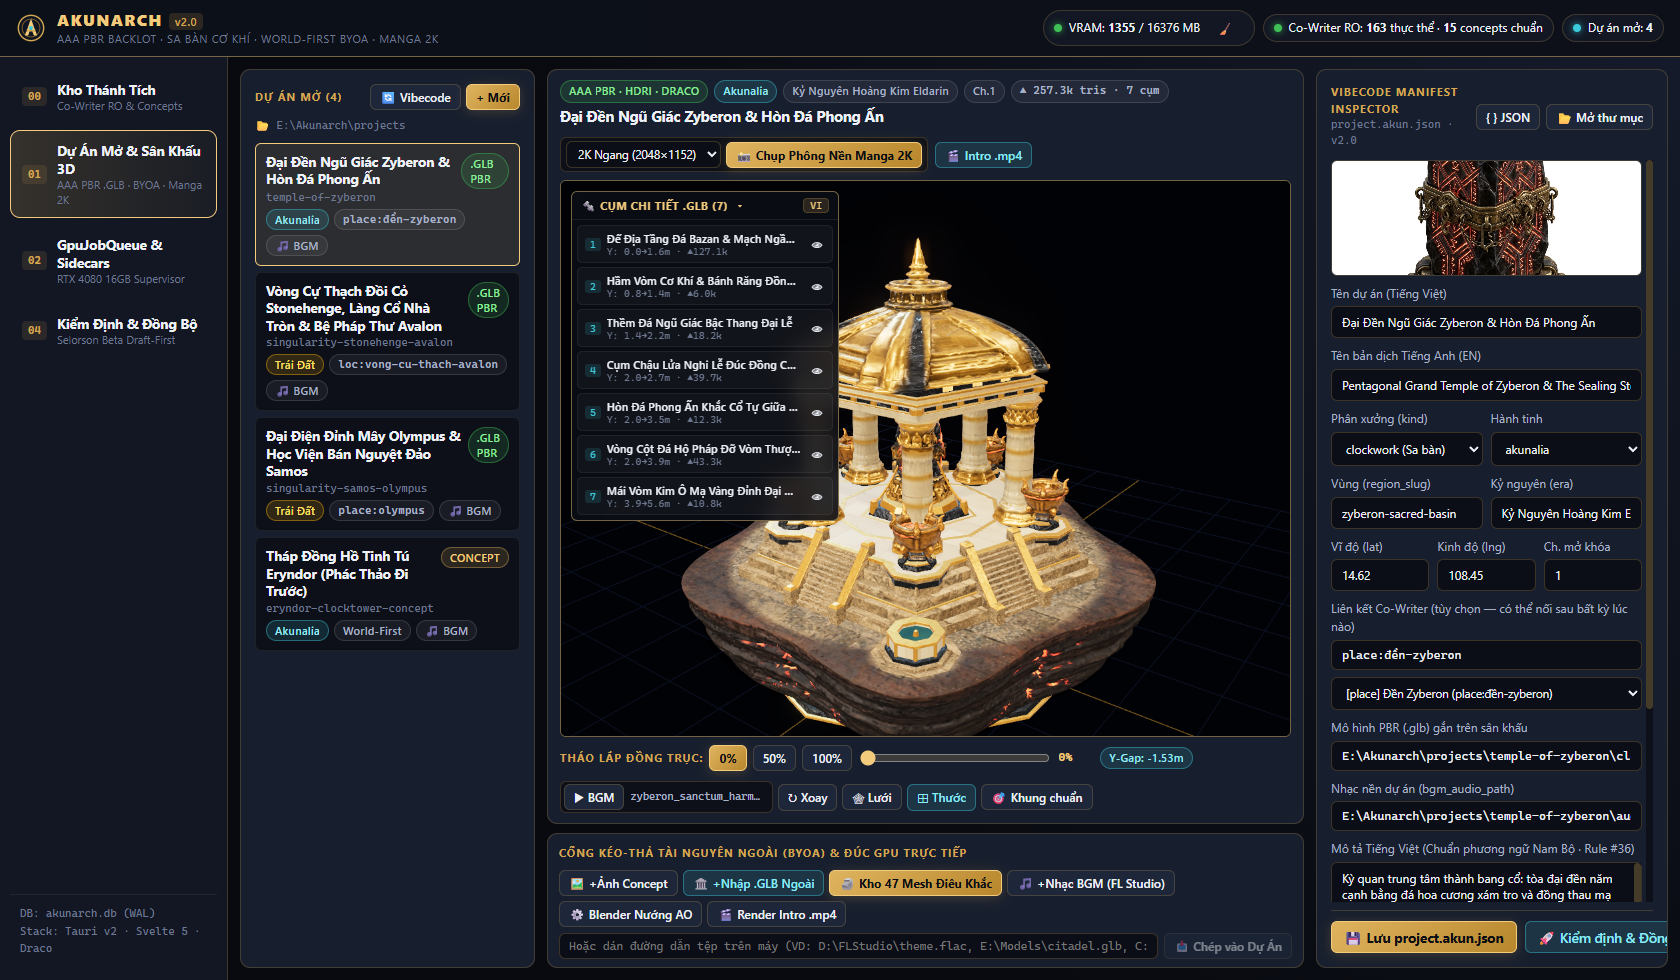 AKUNARCH v2.0
AAA PBR BACKLOT · SA BÀN CƠ KHÍ · WORLD-FIRST BYOA · MANGA 2K
VRAM: 1355 / 16376 MB
Co-Writer RO: 163 thực thể · 15 concepts chuẩn
Dự án mở: 4
00
Kho Thánh Tích
Co-Writer RO & Concepts
01
Dự Án Mở & Sân Khấu
3D
AAA PBR .GLB · BYOA · Manga
2K
02
GpuJobQueue &
Sidecars
RTX 4080 16GB Supervisor
04
Kiểm Định & Đồng Bộ
Seiorson Beta Draft-First
DB: akunarch.db (WAL)
Stack: Tauri v2 · Svelte 5 ·
Draco
DỰ ÁN MỞ (4)
Vibecode
+ Mới
E:\Akunarch\projects
Đại Đền Ngũ Giác Zyberon &
Hòn Đá Phong Ấn
.GLB
PBR
temple-of-zyberon
Akunalia
place:đền-zyberon
BGM
Vòng Cự Thạch Đồi Cỏ
Stonehenge, Làng Cổ Nhà
Tròn & Bệ Pháp Thư Avalon
.GLB
PBR
singularity-stonehenge-avalon
Trái Đất
loc:vong-cu-thach-avalon
BGM
Đại Điện Đỉnh Mây Olympus &
Học Viện Bán Nguyệt Đảo
Samos
.GLB
PBR
singularity-samos-olympus
Trái Đất
place:olympus
BGM
Tháp Đồng Hồ Tinh Tú
Eryndor (Phác Thảo Đi
Trước)
CONCEPT
eryndor-clocktower-concept
Akunalia
World-First
BGM
AAA PBR · HDRI · DRACO
Akunalia
Kỷ Nguyên Hoàng Kim Eldarin
Ch.1
▲ 257.3k tris · 7 cụm
Đại Đền Ngũ Giác Zyberon & Hòn Đá Phong Ấn
2K Ngang (2048×1152)
Chụp Phông Nền Manga 2K
Intro .mp4
CỤM CHI TIẾT .GLB (7)
VI
1
Đế Địa Tầng Đá Bazan & Mạch Ngầ...
Y: 0.0→1.6m · ▲127.1k
2
Hầm Vòm Cơ Khí & Bánh Răng Đồn...
Y: 0.8→1.4m · ▲6.0k
3
Thềm Đá Ngũ Giác Bậc Thang Đại Lễ
Y: 1.4→2.2m · ▲18.2k
4
Cụm Chậu Lửa Nghi Lễ Đúc Đồng C...
Y: 2.0→2.7m · ▲39.7k
5
Hòn Đá Phong Ấn Khắc Cổ Tự Giữa ...
Y: 2.0→3.9m · ▲12.3k
6
Vòng Cột Đá Hộ Pháp Đỡ Vòm Thượ...
Y: 2.0→3.9m · ▲43.3k
7
Mái Vòm Kim Ô Mạ Vàng Đỉnh Đại ...
Y: 3.9→5.6m · ▲10.8k
THÁO LẮP ĐỒNG TRỤC:
0%
50%
100%
0%
Y-Gap: -1.53m
▶ BGM
zyberon_sanctum_harm…
↻ Xoay
Lưới
Thước
Khung chuẩn
CỔNG KÉO-THẢ TÀI NGUYÊN NGOÀI (BYOA) & ĐÚC GPU TRỰC TIẾP
+Ảnh Concept
+Nhập .GLB Ngoài
Kho 47 Mesh Điêu Khắc
+Nhạc BGM (FL Studio)
Blender Nướng AO
Render Intro .mp4
Hoặc dán đường dẫn tệp trên máy (VD: D:\FLStudio\theme.flac, E:\Models\citadel.glb, C:
Chép vào Dự Án
VIBECODE MANIFEST
INSPECTOR
project.akun.json ·
v2.0
{ } JSON
Mở thư mục
Tên dự án (Tiếng Việt)
Đại Đền Ngũ Giác Zyberon & Hòn Đá Phong Ấn
Tên bản dịch Tiếng Anh (EN)
Pentagonal Grand Temple of Zyberon & The Sealing St
Phân xưởng (kind)
Hành tinh
clockwork (Sa bàn)
akunalia
Vùng (region_slug)
Kỷ nguyên (era)
zyberon-sacred-basin
Kỷ Nguyên Hoàng Kim E
Vĩ độ (lat)
Kinh độ (lng)
Ch. mở khóa
14.62
108.45
1
Liên kết Co-Writer (tùy chọn — có thể nối sau bất kỳ lúc
nào)
place:đền-zyberon
[place] Đền Zyberon (place:đền-zyberon)
Mô hình PBR (.glb) gắn trên sân khấu
E:\Akunarch\projects\temple-of-zyberon\cl
Nhạc nền dự án (bgm_audio_path)
E:\Akunarch\projects\temple-of-zyberon\au
Mô tả Tiếng Việt (Chuẩn phương ngữ Nam Bộ · Rule #36)
Kỳ quan trung tâm thành bang cổ: tòa đại đền năm
cạnh bằng đá hoa cương xám tro và đồng thau mạ
Lưu project.akun.json
Kiểm định & Đồng